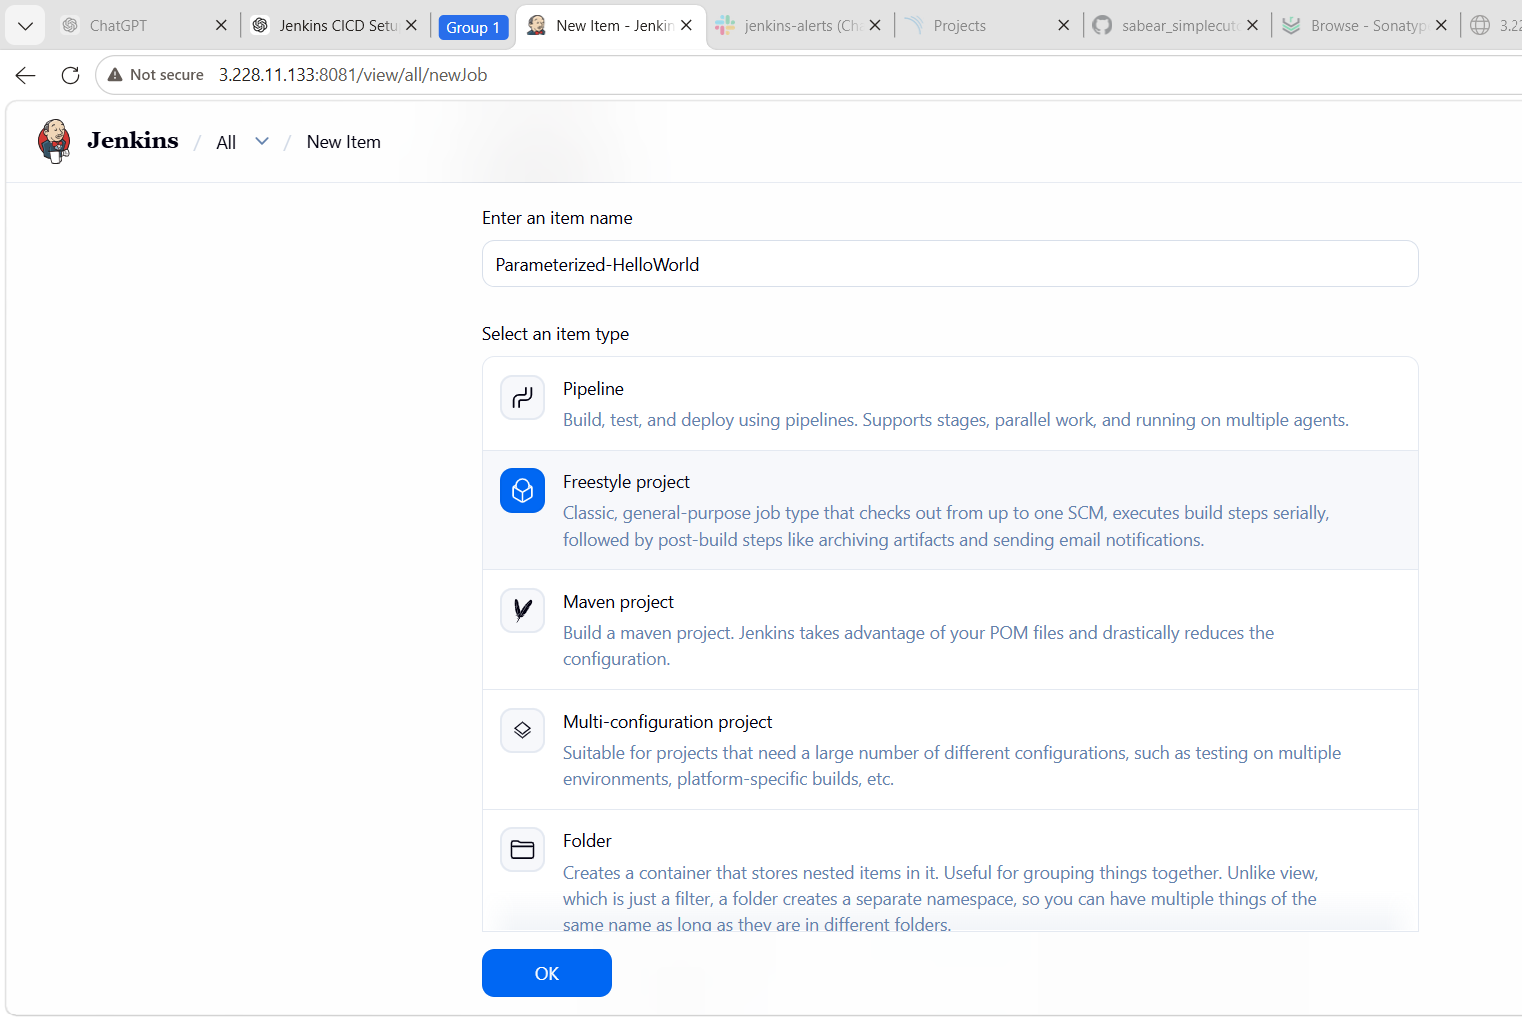 ChatGPT
Jenkins CICD Setu
Group 1
New Item - Jenkin
jenkins-alerts (Cha
Projects
sabear_simplecuto
Browse - Sonatyp
3.22
Not secure
3.228.11.133:8081/view/all/newJob
Jenkins / All / New Item
Enter an item name
Parameterized-HelloWorld
Select an item type
Pipeline
Build, test, and deploy using pipelines. Supports stages, parallel work, and running on multiple agents.
Freestyle project
Classic, general-purpose job type that checks out from up to one SCM, executes build steps serially,
followed by post-build steps like archiving artifacts and sending email notifications.
Maven project
Build a maven project. Jenkins takes advantage of your POM files and drastically reduces the
configuration.
Multi-configuration project
Suitable for projects that need a large number of different configurations, such as testing on multiple
environments, platform-specific builds, etc.
Folder
Creates a container that stores nested items in it. Useful for grouping things together. Unlike view,
which is just a filter, a folder creates a separate namespace, so you can have multiple things of the
same name as long as they are in different folders.
OK